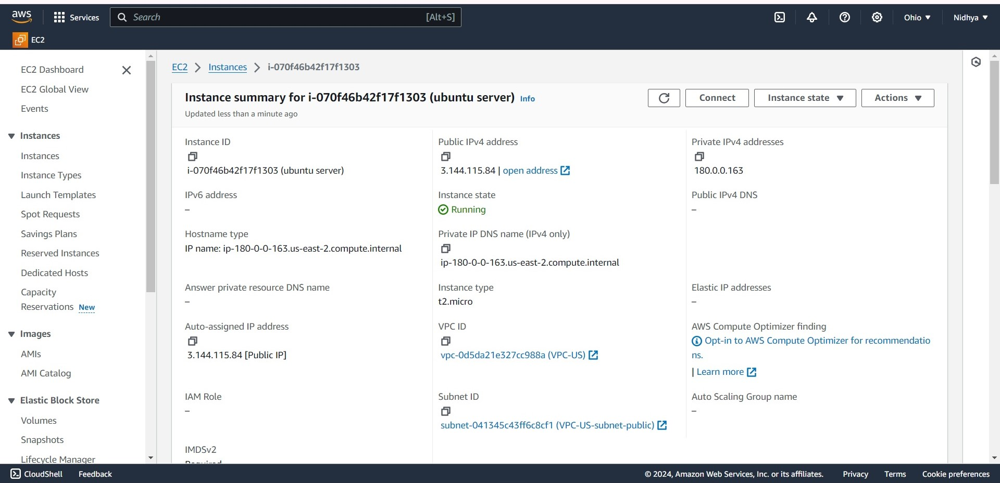 aws
Services
Search
[Alt+S]
Ohio ▼
Nidhya ▼
EC2
EC2 Dashboard
EC2 Global View
Events
Instances
Instances
Instance Types
Launch Templates
Spot Requests
Savings Plans
Reserved Instances
Dedicated Hosts
Capacity
Reservations New
Images
AMIs
AMI Catalog
Elastic Block Store
Volumes
Snapshots
Lifecycle Manager
EC2 > Instances > i-070f46b42f17f1303
Instance summary for i-070f46b42f17f1303 (ubuntu server) Info
Updated less than a minute ago
Connect
Instance state ▼
Actions ▼
Instance ID
i-070f46b42f17f1303 (ubuntu server)
Public IPv4 address
3.144.115.84 | open address
Private IPv4 addresses
180.0.0.163
IPv6 address
–
Instance state
Running
Public IPv4 DNS
–
Hostname type
IP name: ip-180-0-0-163.us-east-2.compute.internal
Private IP DNS name (IPv4 only)
ip-180-0-0-163.us-east-2.compute.internal
Answer private resource DNS name
–
Instance type
t2.micro
Elastic IP addresses
–
Auto-assigned IP address
3.144.115.84 [Public IP]
VPC ID
vpc-0d5da21e327cc988a (VPC-US)
AWS Compute Optimizer finding
Opt-in to AWS Compute Optimizer for recommendatio
ns.
| Learn more
IAM Role
–
Subnet ID
subnet-041345c43ff6c8cf1 (VPC-US-subnet-public)
Auto Scaling Group name
–
IMDSv2
Required
CloudShell
Feedback
© 2024, Amazon Web Services, Inc. or its affiliates.
Privacy
Terms
Cookie preferences